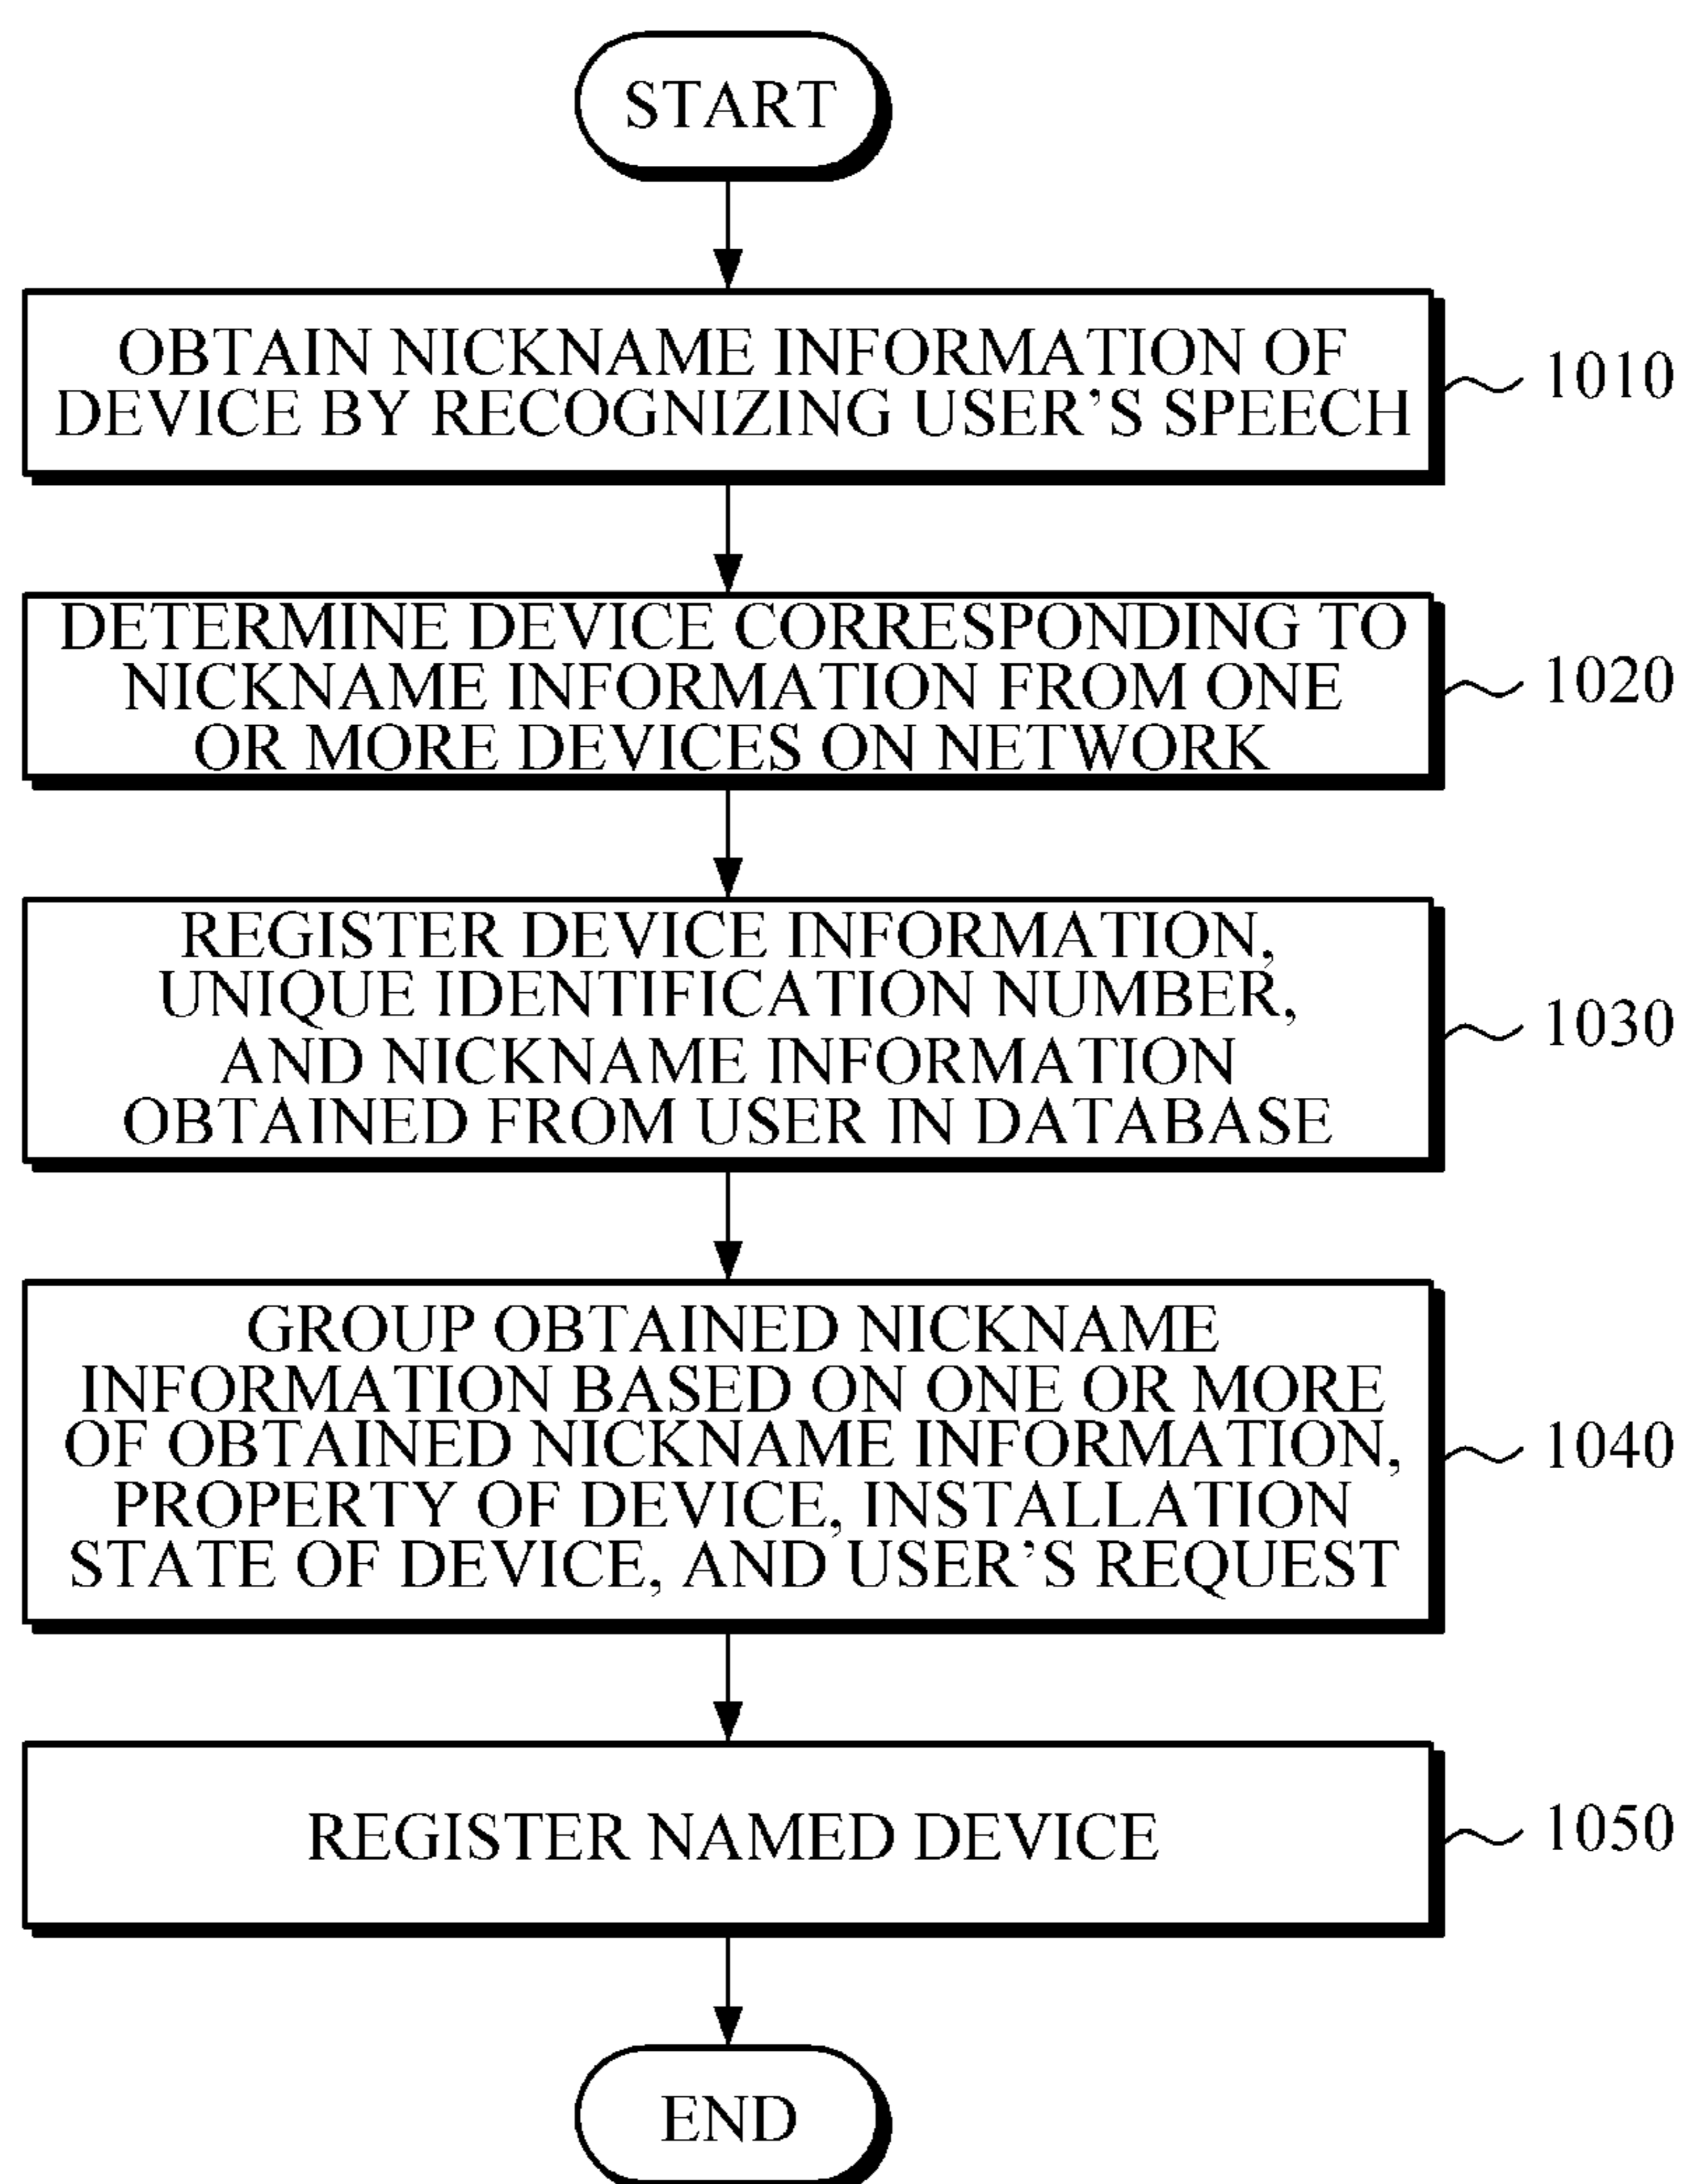 START
OBTAIN NICKNAME INFORMATION OF
DEVICE BY RECOGNIZING USER'S SPEECH
1010
DETERMINE DEVICE CORRESPONDING TO
NICKNAME INFORMATION FROM ONE
OR MORE DEVICES ON NETWORK
1020
REGISTER DEVICE INFORMATION,
UNIQUE IDENTIFICATION NUMBER,
AND NICKNAME INFORMATION
OBTAINED FROM USER IN DATABASE
1030
GROUP OBTAINED NICKNAME
INFORMATION BASED ON ONE OR MORE
OF OBTAINED NICKNAME INFORMATION,
PROPERTY OF DEVICE, INSTALLATION
STATE OF DEVICE, AND USER'S REQUEST
1040
REGISTER NAMED DEVICE
1050
END